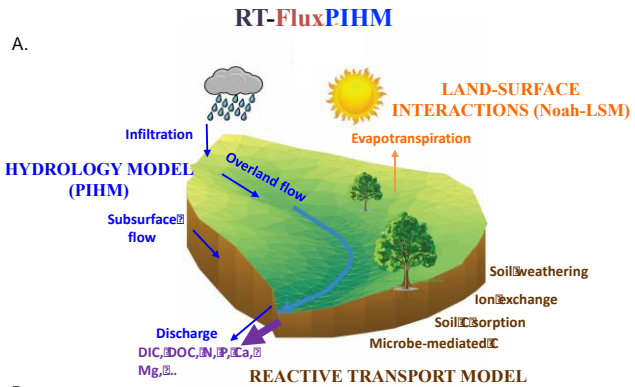 RT-FluxPIHM
A.
LAND-SURFACE
INTERACTIONS (Noah-LSM)
Infiltration
Evapotranspiration
Overland flow
HYDROLOGY MODEL
(PIHM)
Subsurface
flow
Soil weathering
Ion exchange
Soil C sorption
Microbe-mediated C
Discharge
DIC, DOC, N, P, Ca,
Mg,..
REACTIVE TRANSPORT MODEL